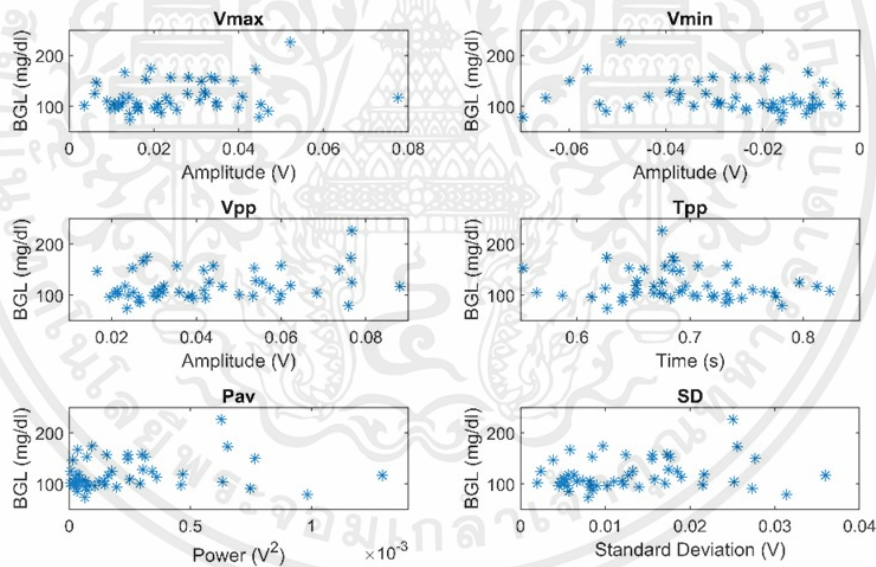 Vmax
BGL (mg/dl)
200
100
0 0.02 0.04 0.06 0.08
Amplitude (V)
Vmin
BGL (mg/dl)
200
100
-0.06 -0.04 -0.02 0
Amplitude (V)
Vpp
BGL (mg/dl)
200
100
0.02 0.04 0.06 0.08
Amplitude (V)
Tpp
BGL (mg/dl)
200
100
0.6 0.7 0.8
Time (s)
Pav
BGL (mg/dl)
200
100
0 0.5 1
Power (V²) ×10⁻³
SD
BGL (mg/dl)
200
100
0 0.01 0.02 0.03 0.04
Standard Deviation (V)